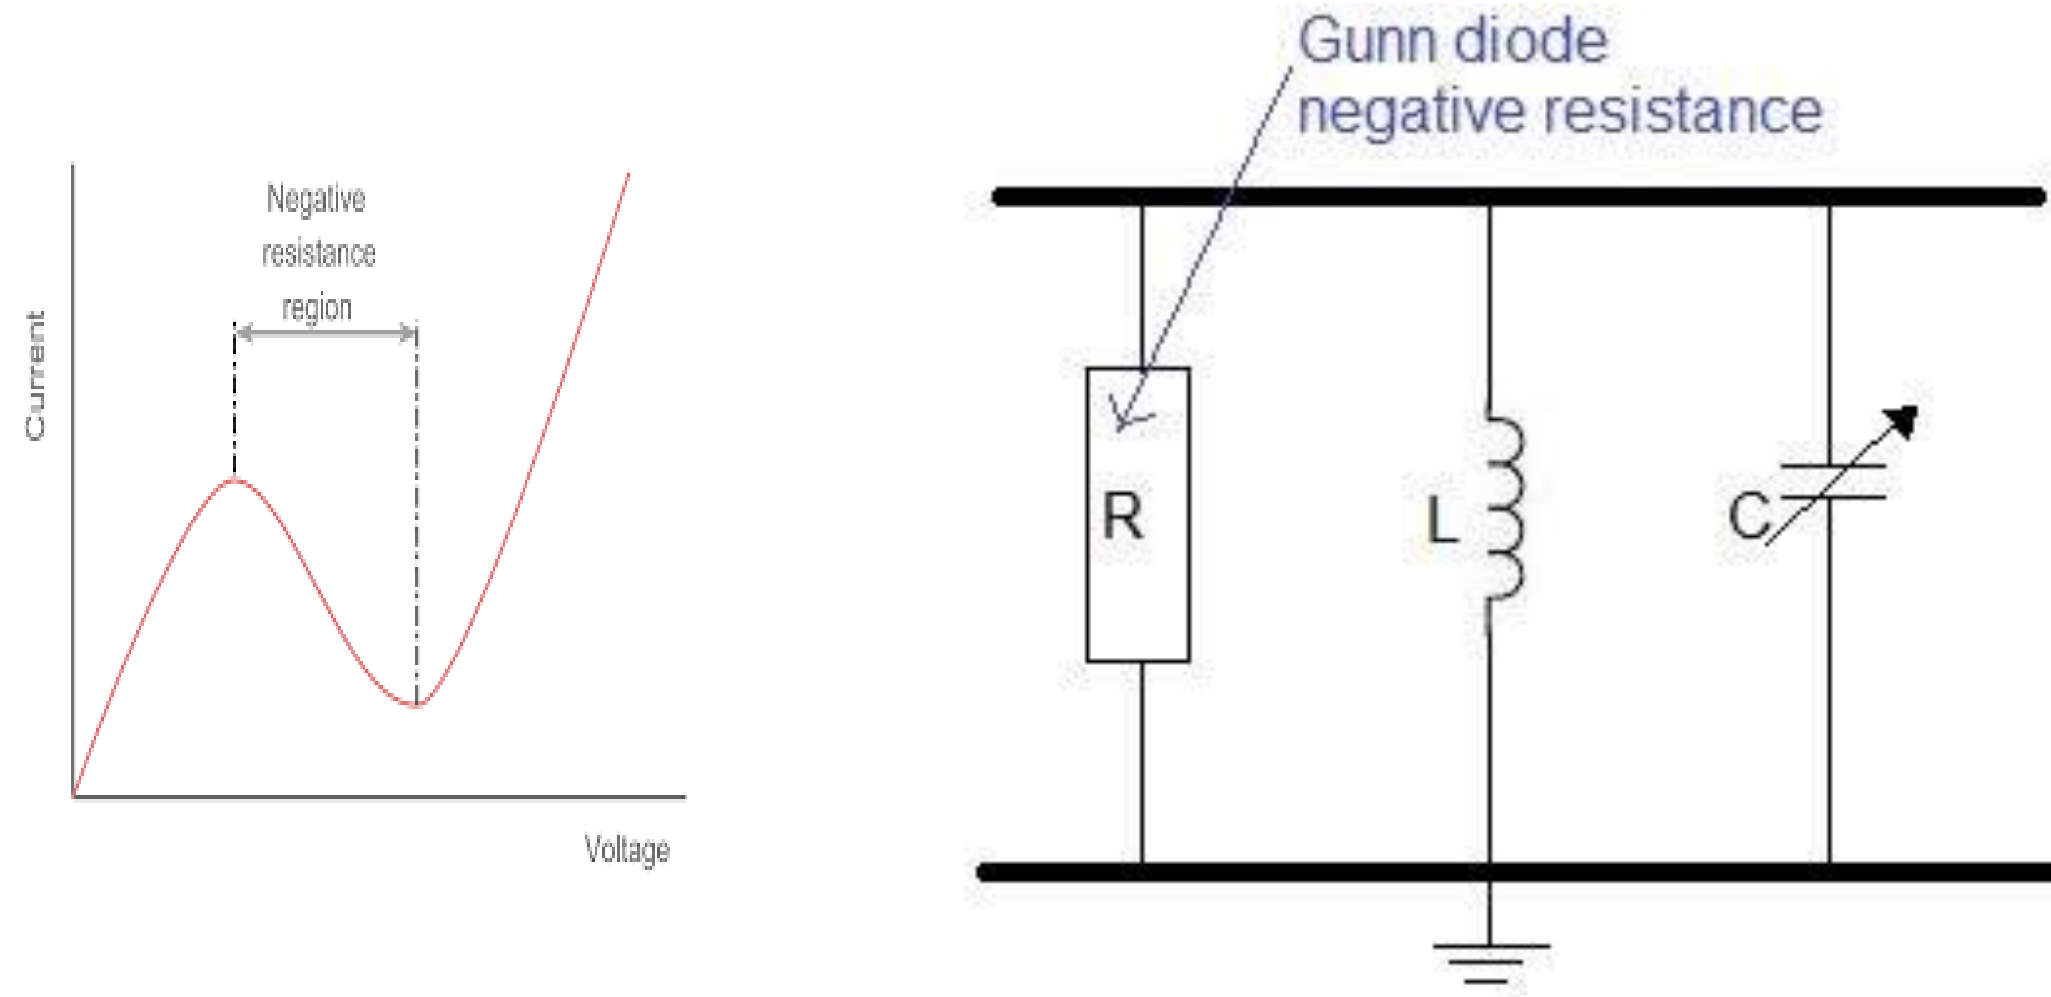 Negative
resistance
region
Current
Voltage
Gunn diode
negative resistance
R
L
C